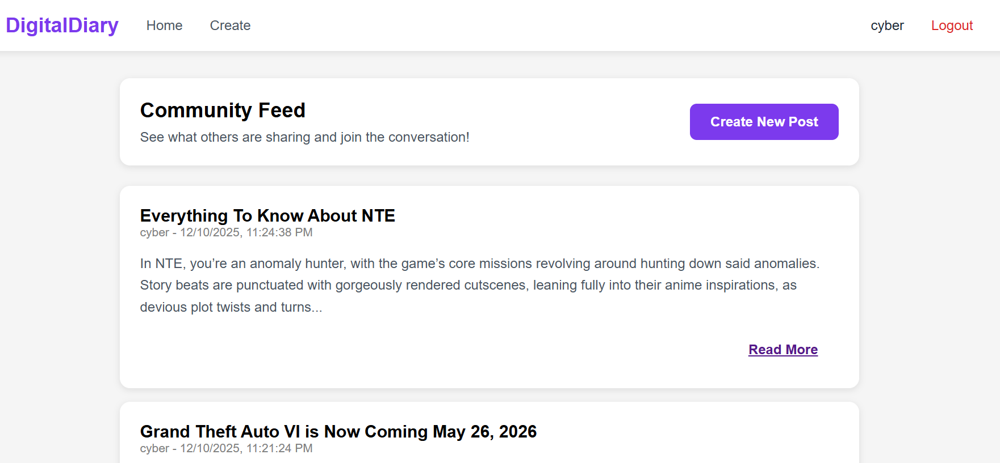 DigitalDiary Home Create cyber Logout
Community Feed
See what others are sharing and join the conversation!
Create New Post
Everything To Know About NTE
cyber - 12/10/2025, 11:24:38 PM
In NTE, you’re an anomaly hunter, with the game’s core missions revolving around hunting down said anomalies.
Story beats are punctuated with gorgeously rendered cutscenes, leaning fully into their anime inspirations, as
devious plot twists and turns...
Read More
Grand Theft Auto VI is Now Coming May 26, 2026
cyber - 12/10/2025, 11:21:24 PM